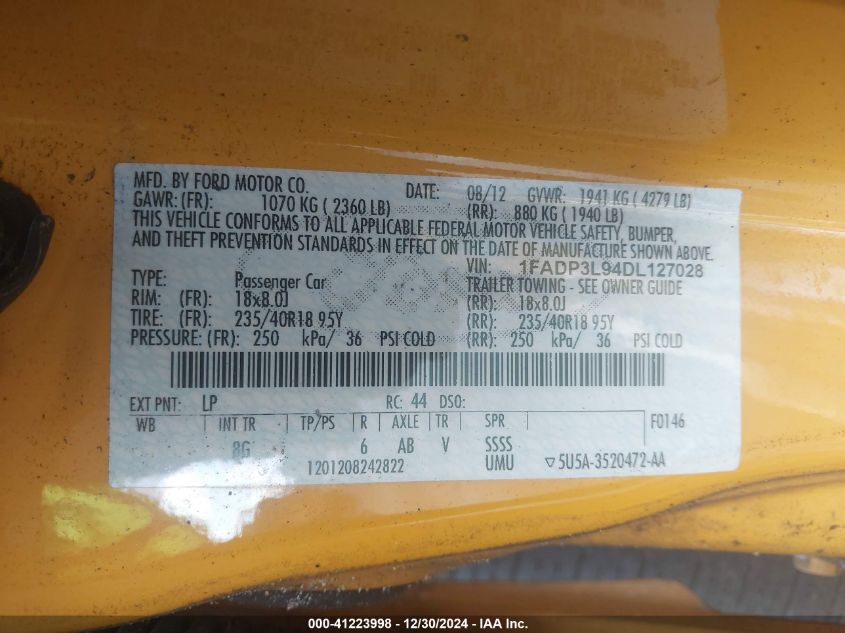 MFD. BY FORD MOTOR CO. DATE: 08/12 GVWR: 1941 KG ( 4279 LB)
GAWR: (FR): 1070 KG ( 2360 LB) (RR): 880 KG ( 1940 LB)
THIS VEHICLE CONFORMS TO ALL APPLICABLE FEDERAL MOTOR VEHICLE SAFETY, BUMPER,
AND THEFT PREVENTION STANDARDS IN EFFECT ON THE DATE OF MANUFACTURE SHOWN ABOVE.
VIN: 1FADP3L94DL127028
TYPE: Passenger Car TRAILER TOWING - SEE OWNER GUIDE
RIM: (FR): 18x8.0J (RR): 18x8.0J
TIRE: (FR): 235/40R18 95Y (RR): 235/40R18 95Y
PRESSURE: (FR): 250 kPa/ 36 PSI COLD (RR): 250 kPa/ 36 PSI COLD
EXT PNT: LP RC: 44 DSO:
WB INT TR TP/PS R AXLE TR SPR F0146
8G 6 AB V SSSS
1201208242822 UMU ▽5U5A-3520472-AA
000-41223998 - 12/30/2024 - IAA Inc.